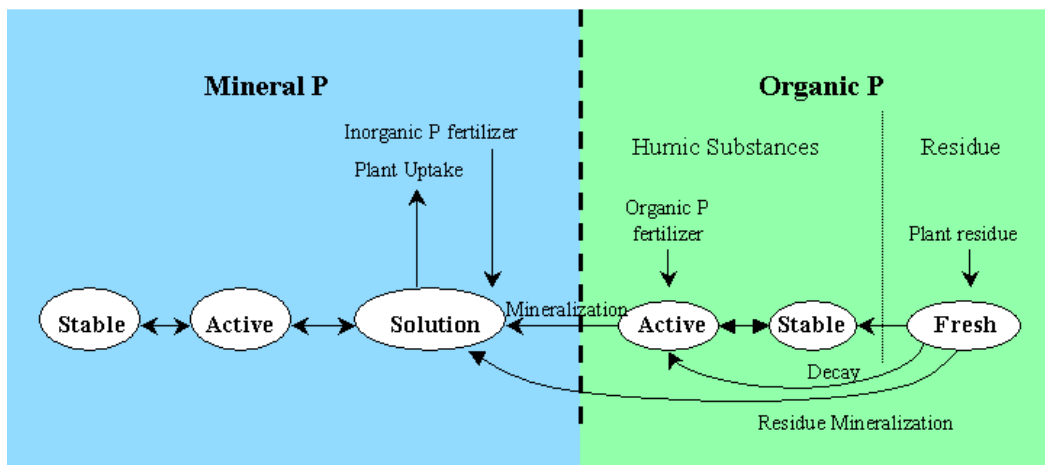 Mineral P
Organic P
Inorganic P fertilizer
Plant Uptake
Humic Substances
Residue
Organic P
fertilizer
Plant residue
Stable
Active
Solution
Mineralization
Active
Stable
Fresh
Decay
Residue Mineralization